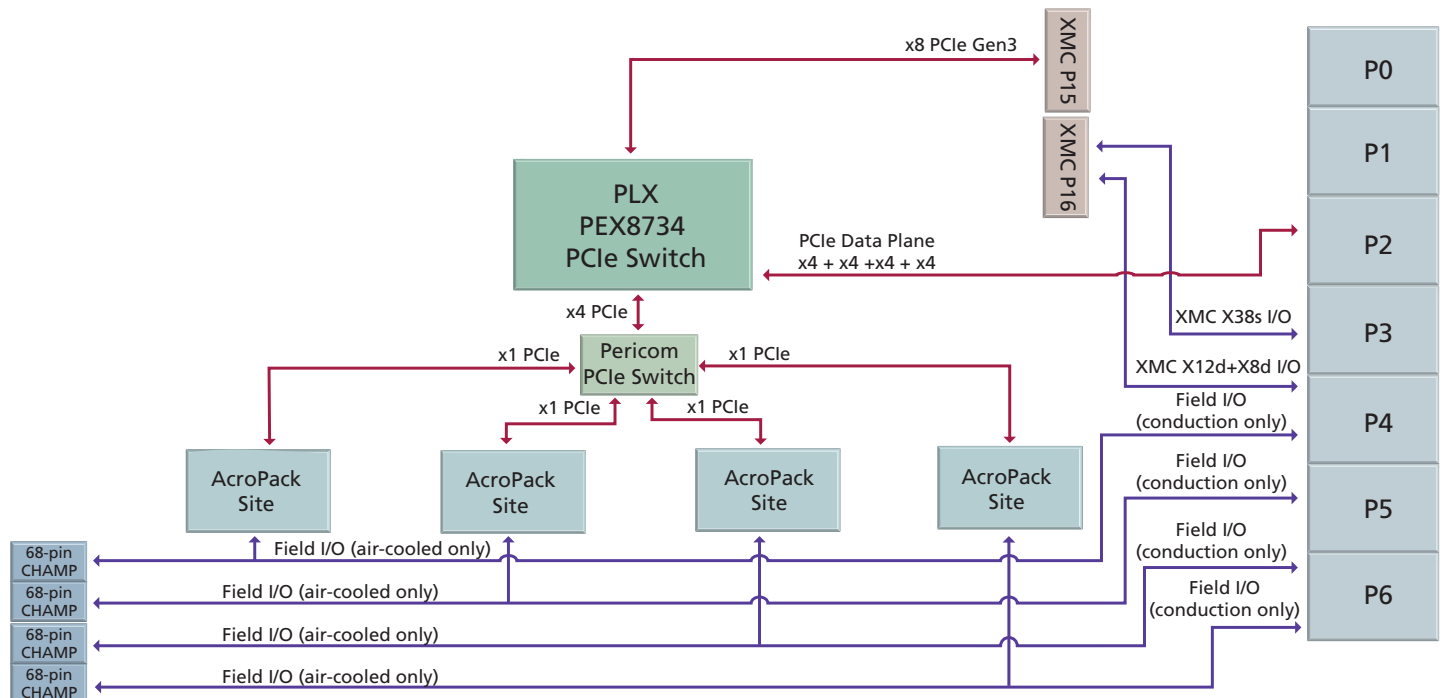 x8 PCIe Gen3
XMC P15
XMC P16
P0
P1
P2
P3
P4
P5
P6
PLX
PEX8734
PCIe Switch
PCIe Data Plane
x4 + x4 +x4 + x4
x4 PCIe
Pericom
PCIe Switch
x1 PCIe
x1 PCIe
x1 PCIe
x1 PCIe
XMC X38s I/O
XMC X12d+X8d I/O
Field I/O
(conduction only)
Field I/O
(conduction only)
Field I/O
(conduction only)
Field I/O
(conduction only)
AcroPack
Site
AcroPack
Site
AcroPack
Site
AcroPack
Site
68-pin
CHAMP
Field I/O (air-cooled only)
68-pin
CHAMP
Field I/O (air-cooled only)
68-pin
CHAMP
Field I/O (air-cooled only)
68-pin
CHAMP
Field I/O (air-cooled only)